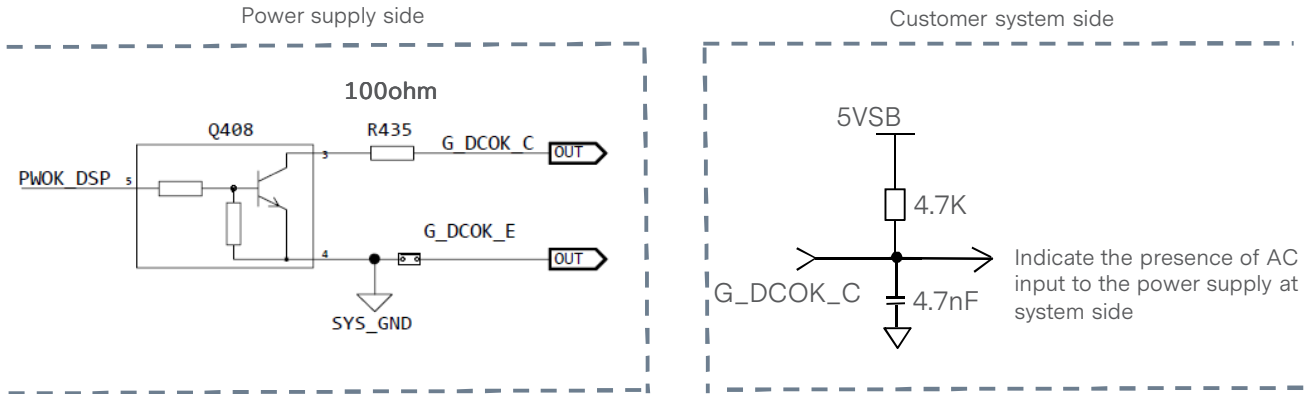 Power supply side
Customer system side
100ohm
Q408
R435
G_DCOK_C
OUT
3
PWOK_DSP
5
G_DCOK_E
OUT
4
SYS_GND
5VSB
4.7K
G_DCOK_C
4.7nF
Indicate the presence of AC
input to the power supply at
system side